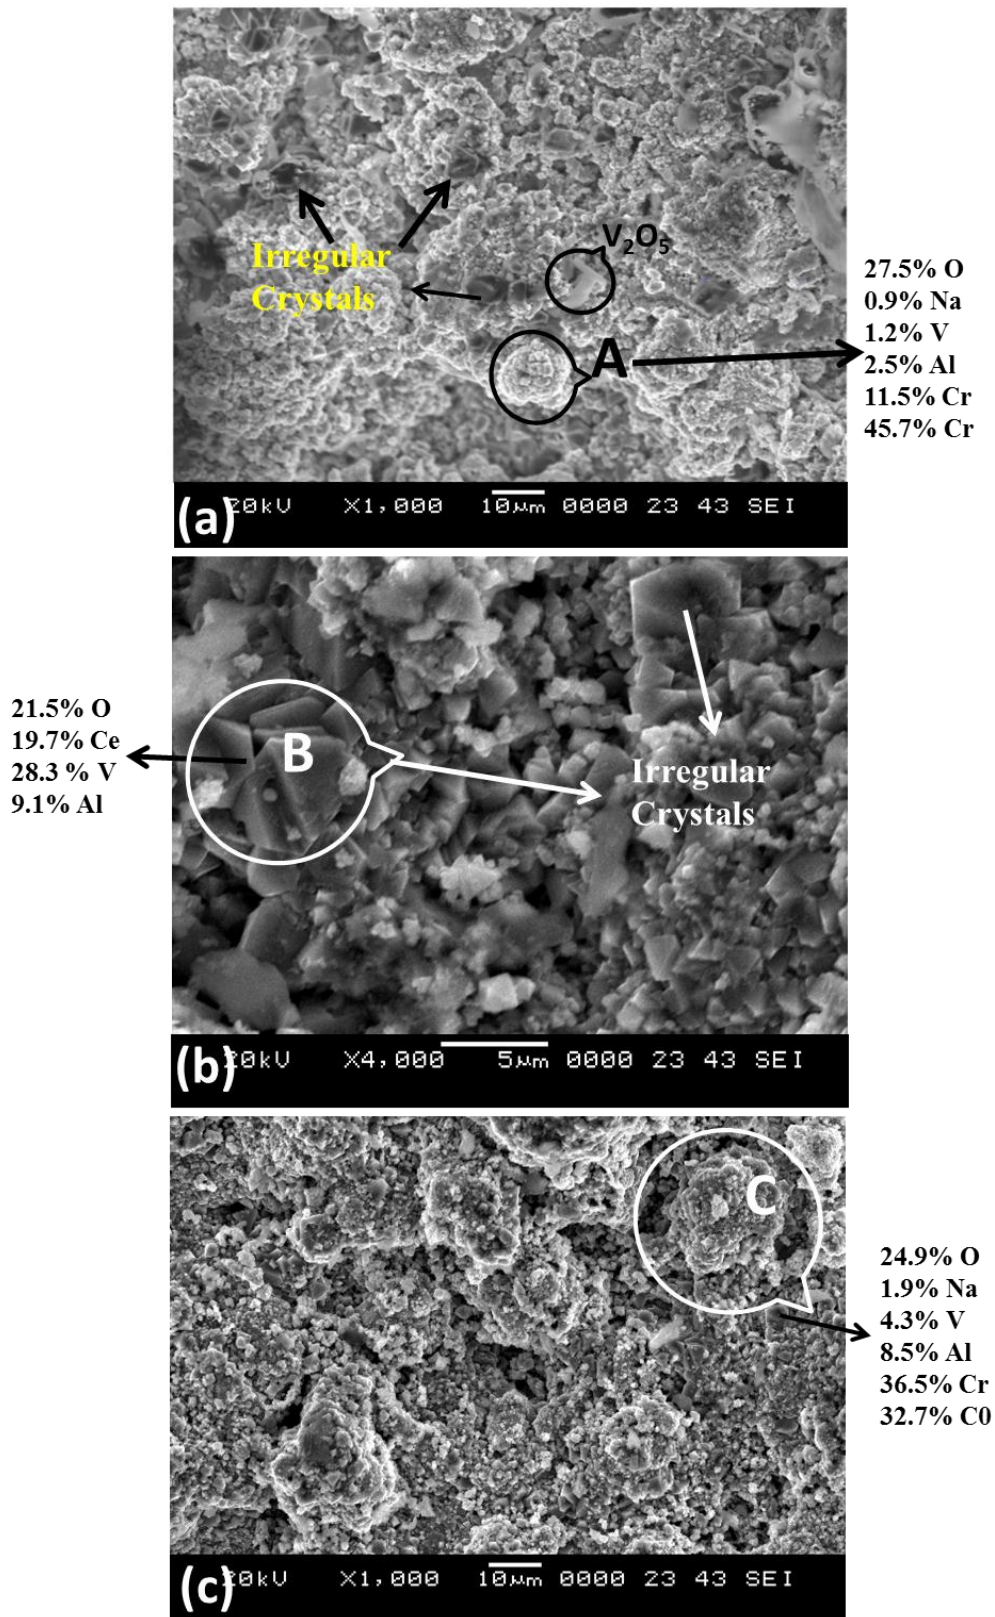 V₂O₅
Irregular
Crystals
A
27.5% O
0.9% Na
1.2% V
2.5% Al
11.5% Cr
45.7% Cr
(a)
20kV X1,000 10μm 0000 23 43 SEI
21.5% O
19.7% Ce
28.3 % V
9.1% Al
B
Irregular
Crystals
(b)
20kV X4,000 5μm 0000 23 43 SEI
C
24.9% O
1.9% Na
4.3% V
8.5% Al
36.5% Cr
32.7% C0
(c)
20kV X1,000 10μm 0000 23 43 SEI